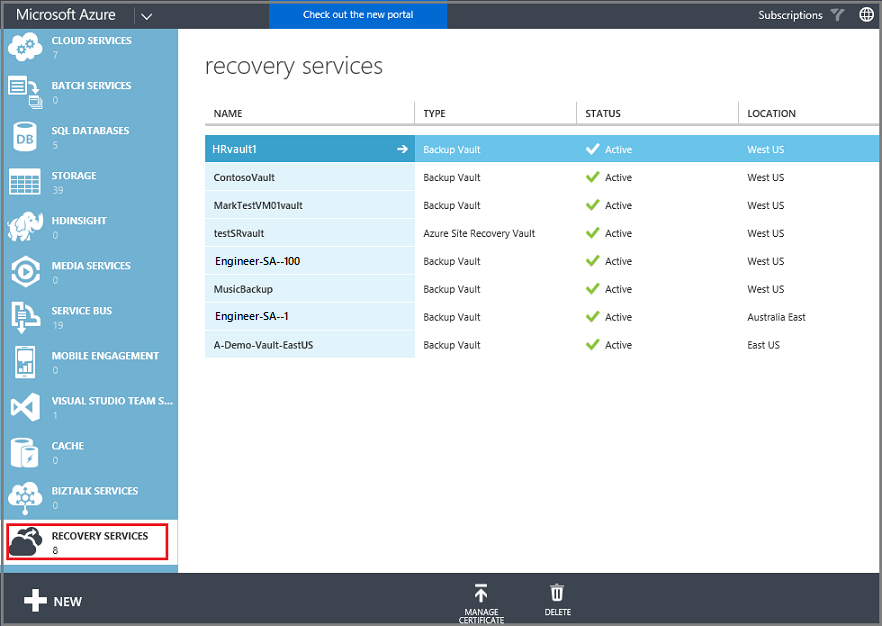 Microsoft Azure
Check out the new portal
Subscriptions
CLOUD SERVICES
7
BATCH SERVICES
0
SQL DATABASES
5
DB
STORAGE
39
HDINSIGHT
0
MEDIA SERVICES
0
SERVICE BUS
19
MOBILE ENGAGEMENT
0
VISUAL STUDIO TEAM S...
1
CACHE
0
BIZTALK SERVICES
0
RECOVERY SERVICES
8
recovery services
NAME TYPE STATUS LOCATION
HRvault1 Backup Vault Active West US
ContosoVault Backup Vault Active West US
MarkTestVM01vault Backup Vault Active West US
testSRvault Azure Site Recovery Vault Active West US
Engineer-SA--100 Backup Vault Active West US
MusicBackup Backup Vault Active West US
Engineer-SA--1 Backup Vault Active Australia East
A-Demo-Vault-EastUS Backup Vault Active East US
NEW
MANAGE
CERTIFICATE
DELETE